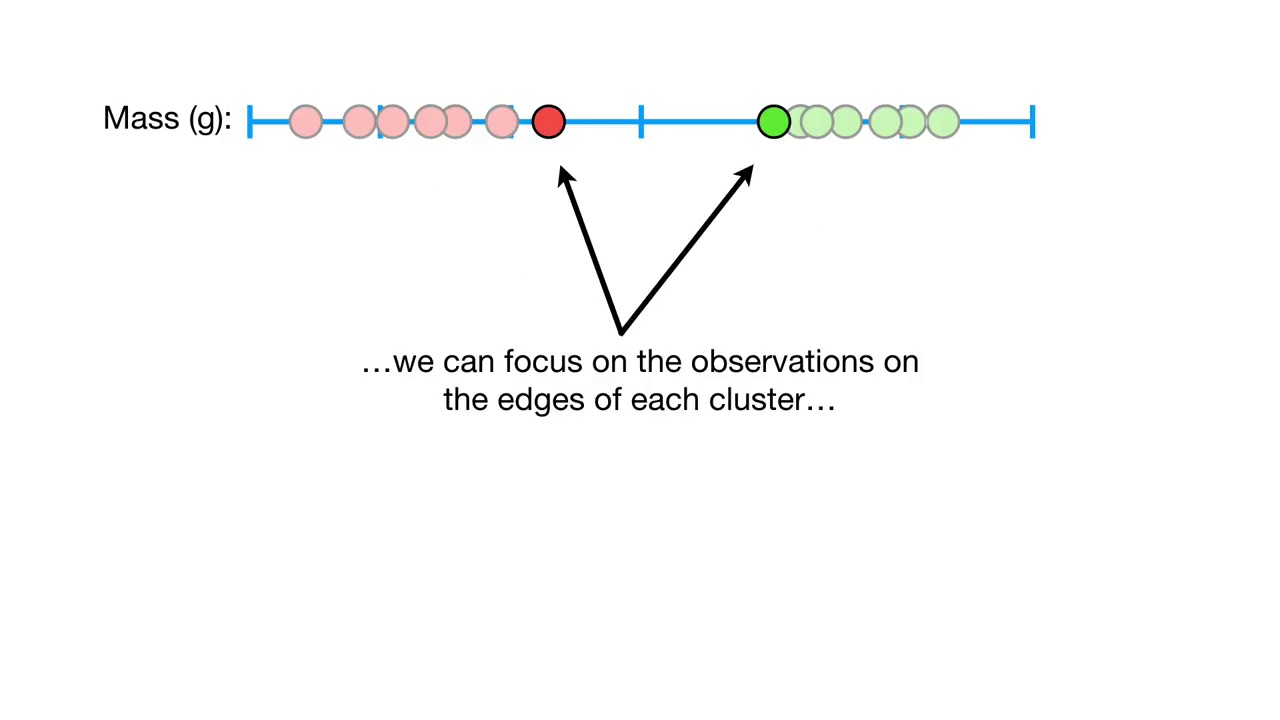 Mass (g):
…we can focus on the observations on
the edges of each cluster…